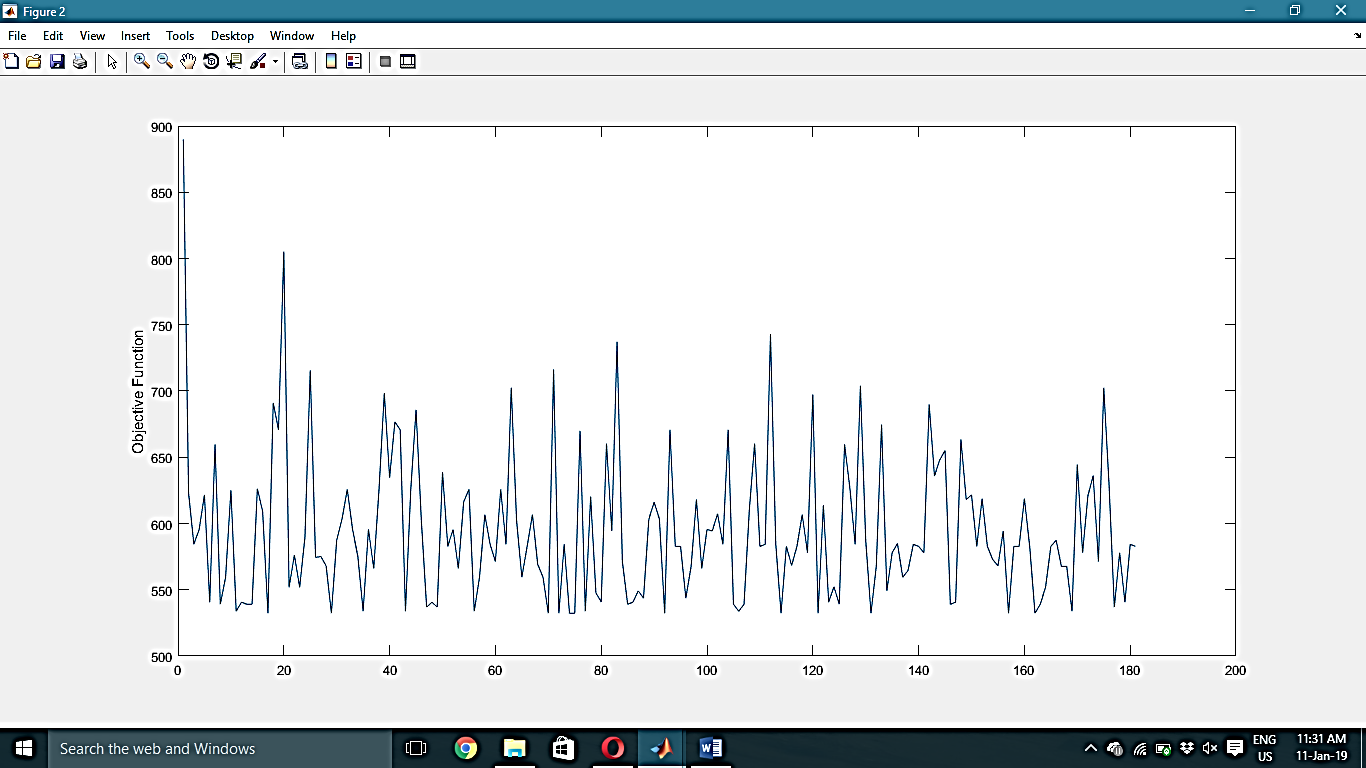 Figure 2
File Edit View Insert Tools Desktop Window Help
900
850
800
750
700
650
600
550
500
Objective Function
0 20 40 60 80 100 120 140 160 180 200
Search the web and Windows
ENG
US
11:31 AM
11-Jan-19